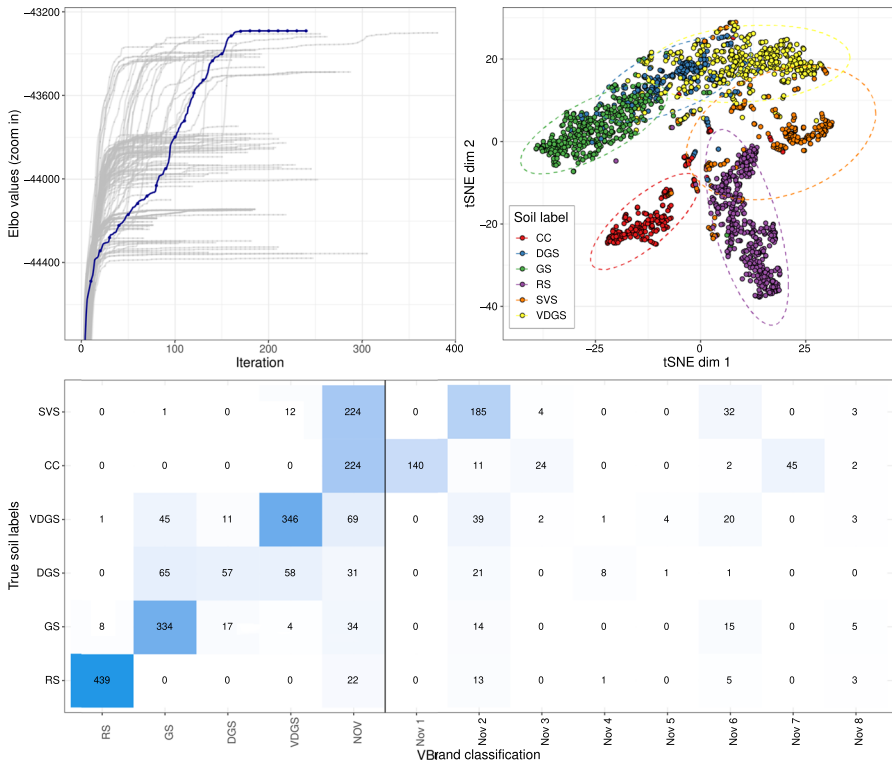 −43200
−43600
−44000
−44400
Elbo values (zoom in)
0
100
200
300
400
Iteration
20
0
−20
−40
tSNE dim 2
Soil label
CC
DGS
GS
RS
SVS
VDGS
−25
0
25
tSNE dim 1
True soil labels
SVS 0 1 0 12 224 0 185 4 0 0 32 0 3
CC 0 0 0 0 224 140 11 24 0 0 2 45 2
VDGS 1 45 11 346 69 0 39 2 1 4 20 0 3
DGS 0 65 57 58 31 0 21 0 8 1 1 0 0
GS 8 334 17 4 34 0 14 0 0 0 15 0 5
RS 439 0 0 0 22 0 13 0 1 0 5 0 3
RS GS DGS VDGS NOV Nov 1 Nov 2 Nov 3 Nov 4 Nov 5 Nov 6 Nov 7 Nov 8
VBrand classification